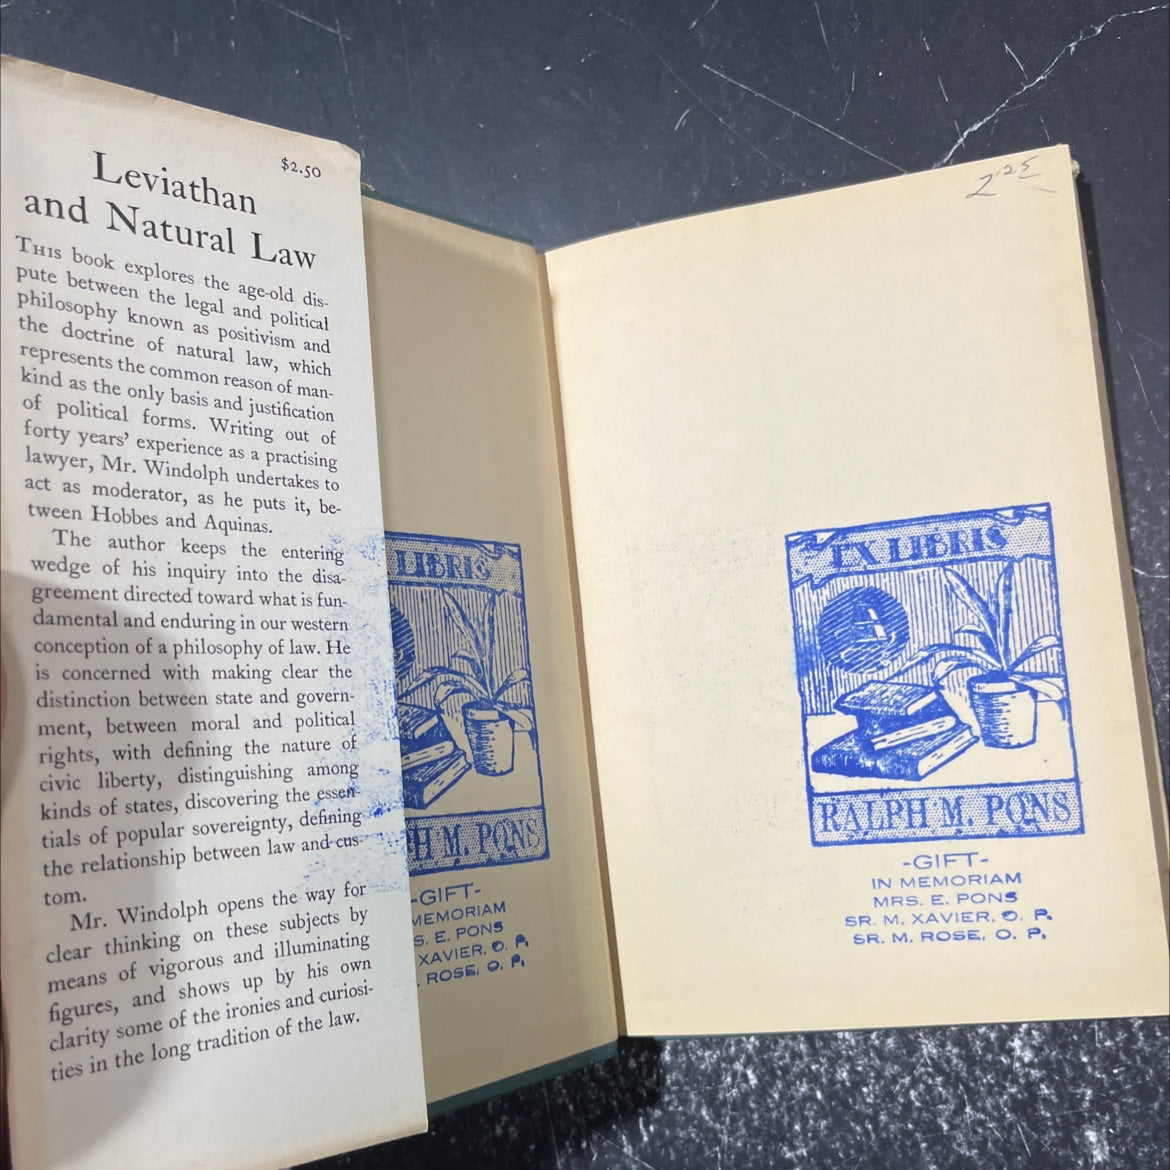 $2.50
Leviathan
and Natural Law
THIS book explores the age-old dis-
pute between the legal and political
philosophy known as positivism and
the doctrine of natural law, which
represents the common reason of man-
kind as the only basis and justification
of political forms. Writing out of
forty years' experience as a practising
lawyer, Mr. Windolph undertakes to
act as moderator, as he puts it, be-
tween Hobbes and Aquinas.
The author keeps the entering
wedge of his inquiry into the disa-
greement directed toward what is fun-
damental and enduring in our western
conception of a philosophy of law. He
is concerned with making clear the
distinction between state and govern-
ment, between moral and political
rights, with defining the nature of
civic liberty, distinguishing among
kinds of states, discovering the essen-
tials of popular sovereignty, defining
the relationship between law and cus-
tom.
Mr. Windolph opens the way for
clear thinking on these subjects by
means of vigorous and illuminating
figures, and shows up by his own
clarity some of the ironies and curiosi-
ties in the long tradition of the law.
LIBRIS
H M. PONS
-GIFT-
MEMORIAM
S. E. PONS
XAVIER, O. P.
. ROSE, O. P.
2.25
EX LIBRIS
RALPH M. PONS
-GIFT-
IN MEMORIAM
MRS. E. PONS
SR. M. XAVIER, O. P.
SR. M. ROSE, O. P.